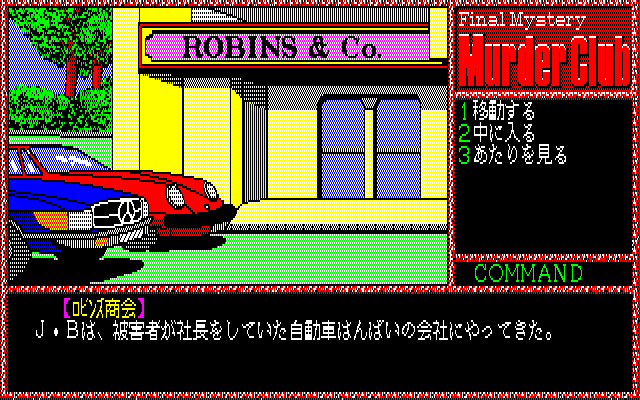 ROBINS & Co.
Final Mystery
Murder Club
1 移動する
2 中に入る
3 あたりを見る
COMMAND
【ロビンズ商会】
J・Bは、被害者が社長をしていた自動車はんばいの会社にやってきた。